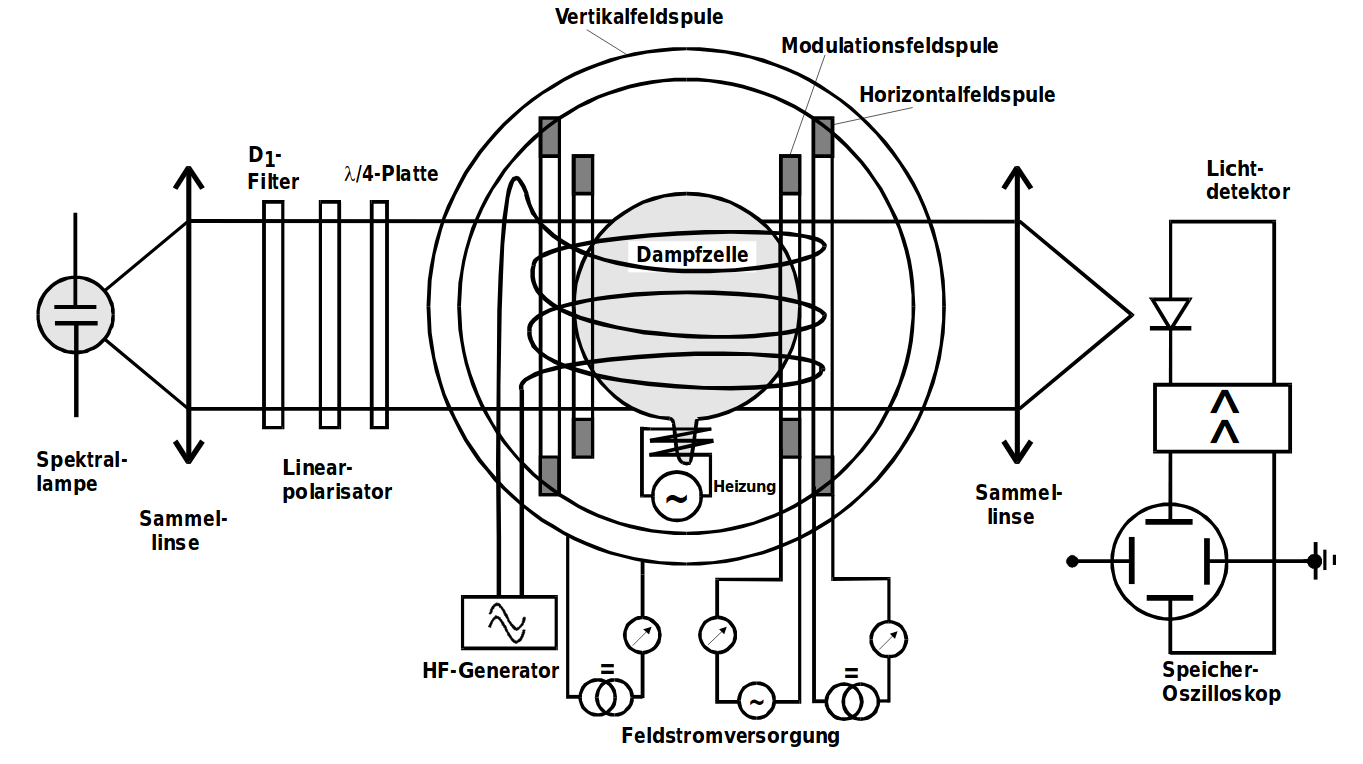 Vertikalfeldspule
Modulationsfeldspule
Horizontalfeldspule
D1-
Filter
λ/4-Platte
Licht-
detektor
Dampfzelle
Spektral-
lampe
Linear-
polarisator
Sammel-
linse
Heizung
~
Sammel-
linse
HF-Generator
=
=
~
Feldstromversorgung
Speicher-
Oszilloskop